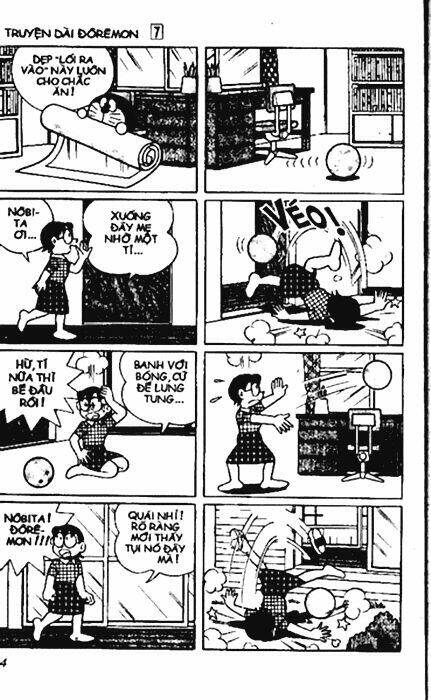 TRUYỆN DÀI ĐÔRÊMON 7
DẸP "LỐI RA
VÀO" NÀY LUÔN
CHO CHẮC
ĂN!
NÔBI-
TA
ƠI...
XUỐNG
ĐÂY MẸ
NHỜ MỘT
TÍ...
VÉO!
HỪ, TÍ
NỮA THÌ
BỂ ĐẦU
RỒI!
BANH VỚI
BÓNG, CỨ
ĐỂ LUNG
TUNG...
NÔBITA!
ĐÔRÊ-
MON!!!
QUÁI NHỈ!
RÕ RÀNG
MỚI THẤY
TỤI NÓ ĐÂY
MÀ!
4